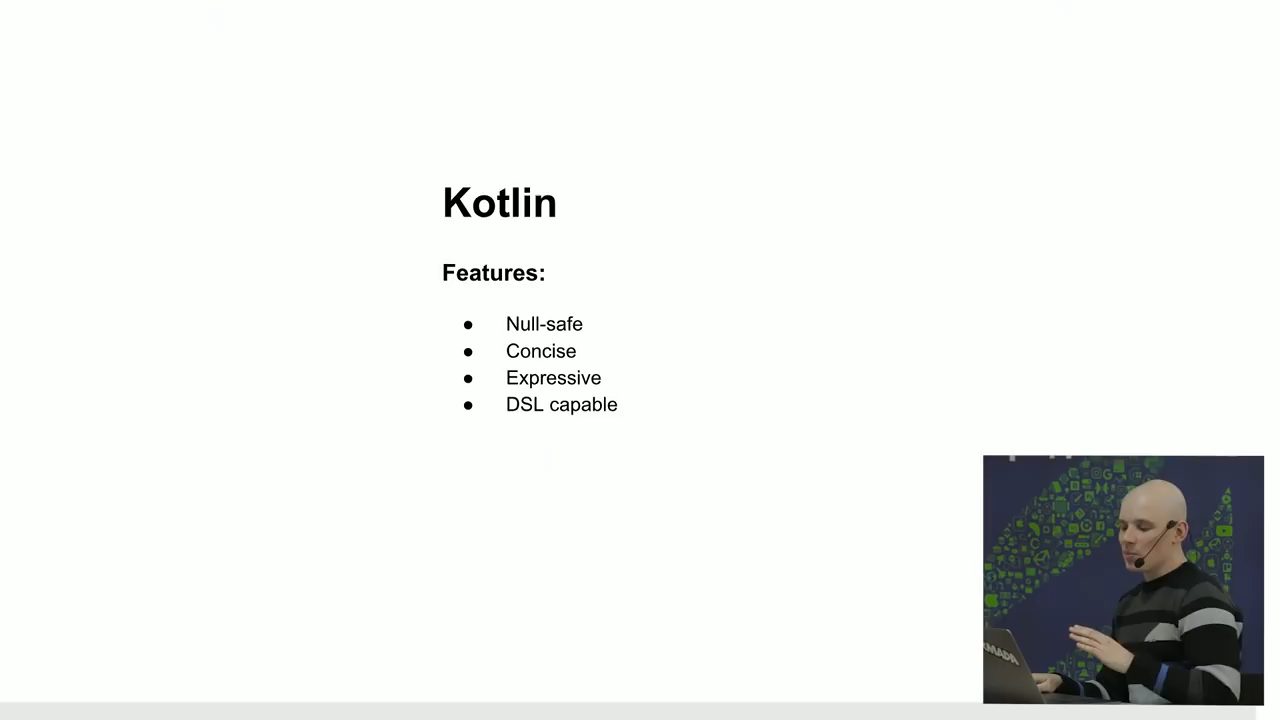 Kotlin
Features:
● Null-safe
● Concise
● Expressive
● DSL capable